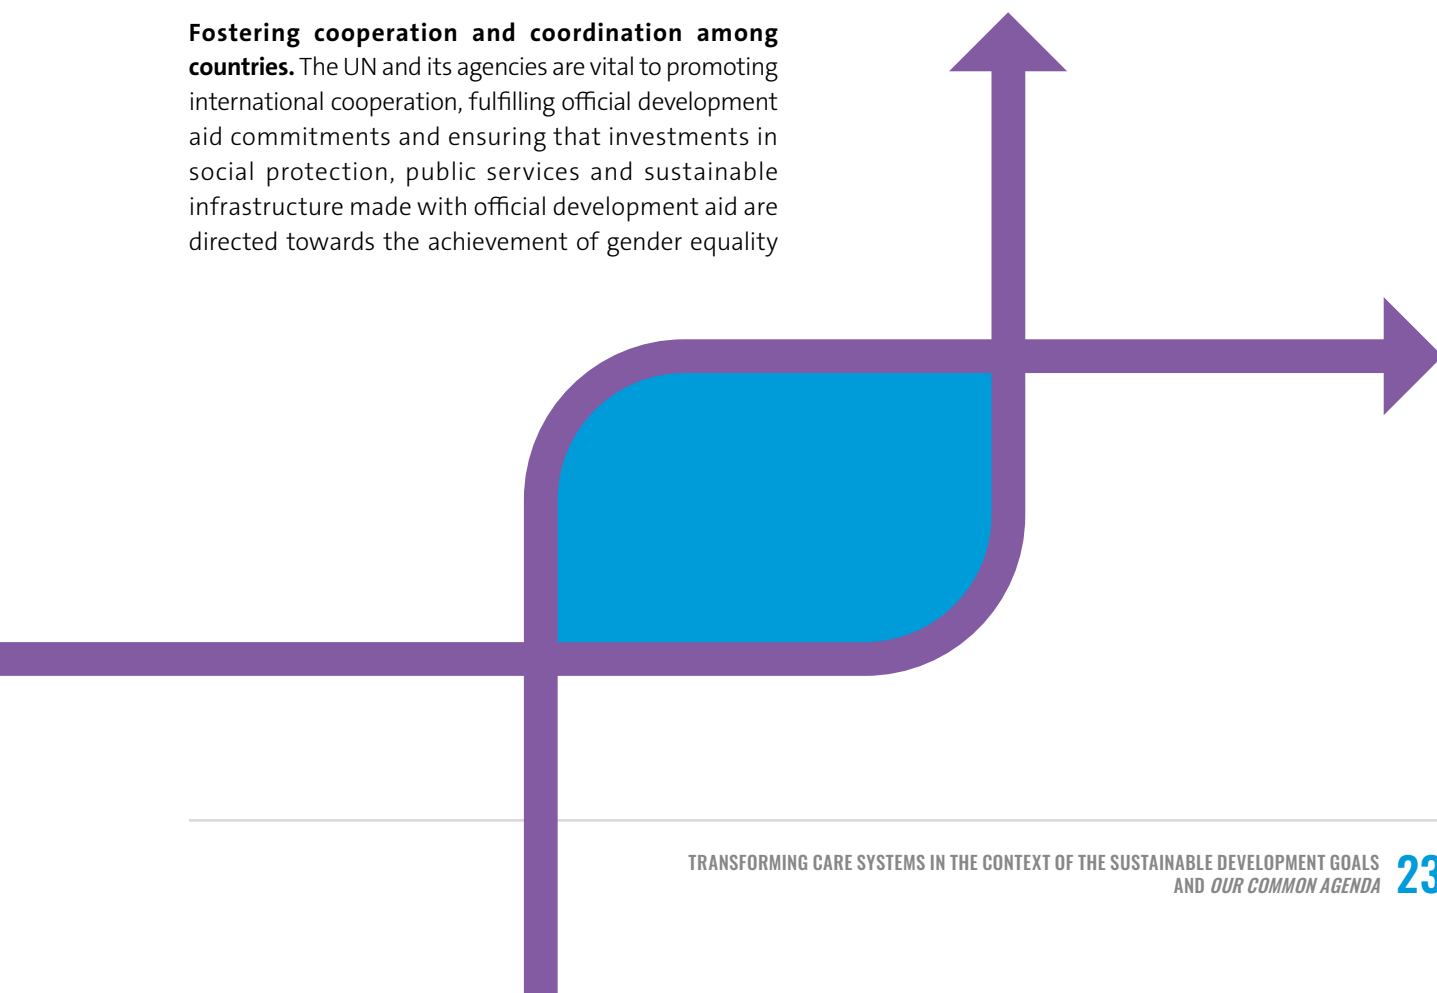 Fostering cooperation and coordination among
countries. The UN and its agencies are vital to promoting
international cooperation, fulfilling official development
aid commitments and ensuring that investments in
social protection, public services and sustainable
infrastructure made with official development aid are
directed towards the achievement of gender equality
TRANSFORMING CARE SYSTEMS IN THE CONTEXT OF THE SUSTAINABLE DEVELOPMENT GOALS
AND OUR COMMON AGENDA
23